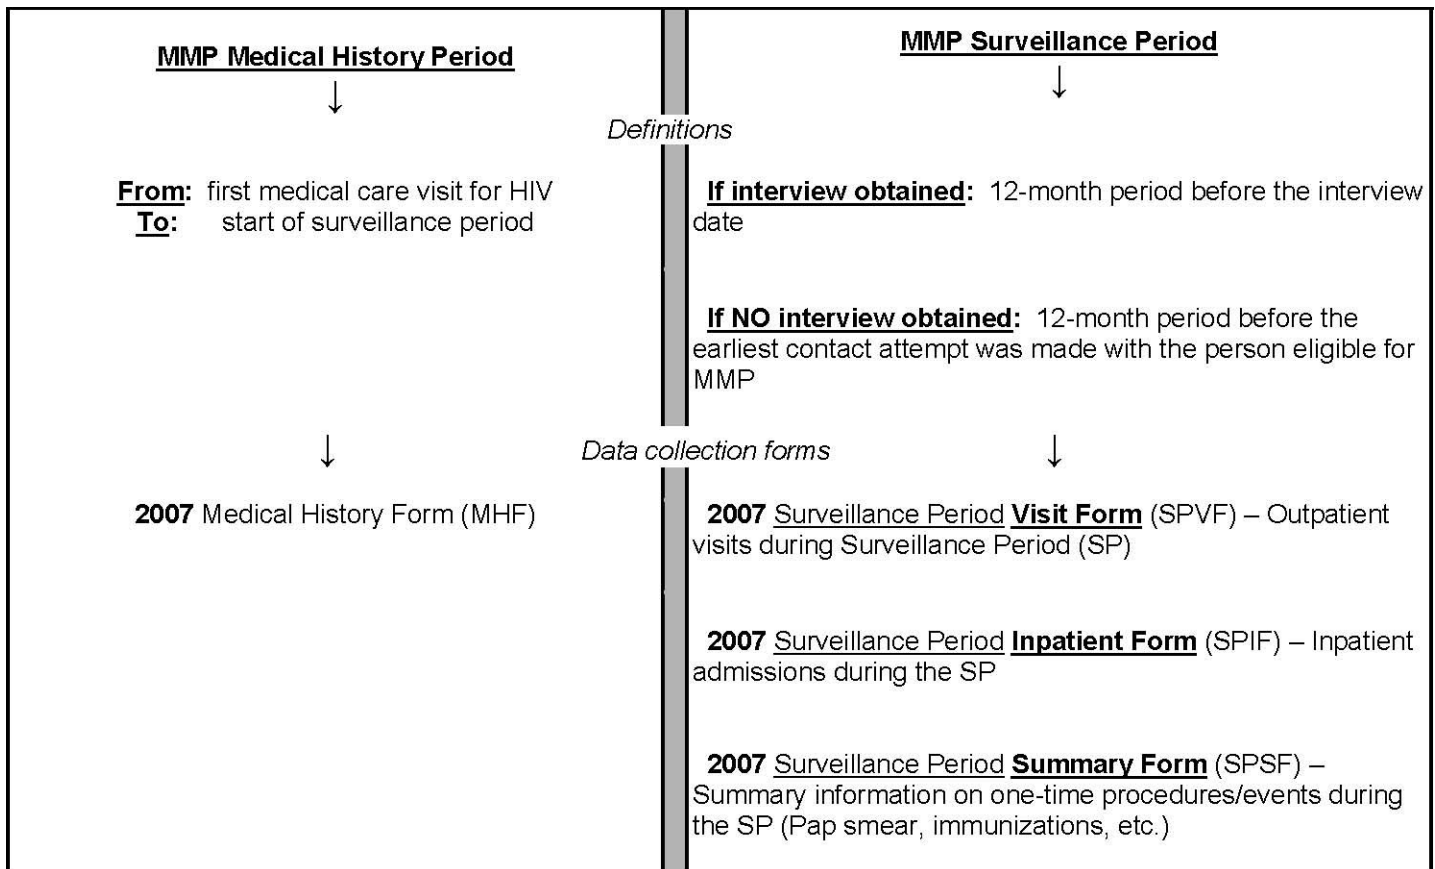 MMP Medical History Period
↓
MMP Surveillance Period
↓
Definitions
From: first medical care visit for HIV
To: start of surveillance period
If interview obtained: 12-month period before the interview
date
If NO interview obtained: 12-month period before the
earliest contact attempt was made with the person eligible for
MMP
↓
Data collection forms
↓
2007 Medical History Form (MHF)
2007 Surveillance Period Visit Form (SPVF) – Outpatient
visits during Surveillance Period (SP)
2007 Surveillance Period Inpatient Form (SPIF) – Inpatient
admissions during the SP
2007 Surveillance Period Summary Form (SPSF) –
Summary information on one-time procedures/events during
the SP (Pap smear, immunizations, etc.)